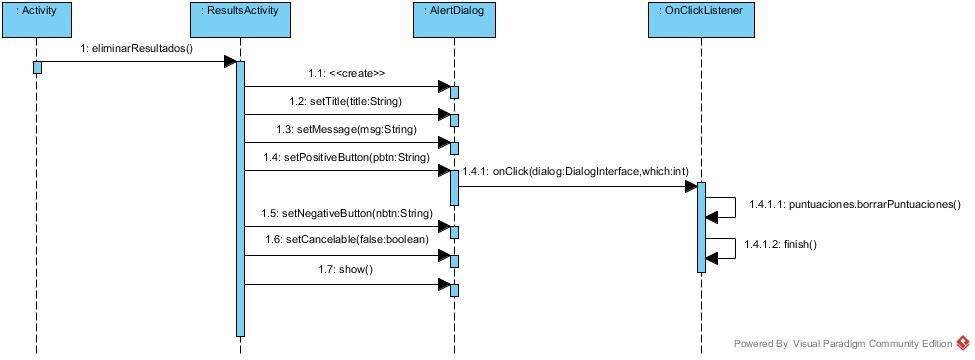 : Activity
: ResultsActivity
: AlertDialog
: OnClickListener
1: eliminarResultados()
1.1: <<create>>
1.2: setTitle(title:String)
1.3: setMessage(msg:String)
1.4: setPositiveButton(pbtn:String)
1.4.1: onClick(dialog:DialogInterface,which:int)
1.4.1.1: puntuaciones.borrarPuntuaciones()
1.5: setNegativeButton(nbtn:String)
1.6: setCancelable(false:boolean)
1.4.1.2: finish()
1.7: show()
Powered By Visual Paradigm Community Edition